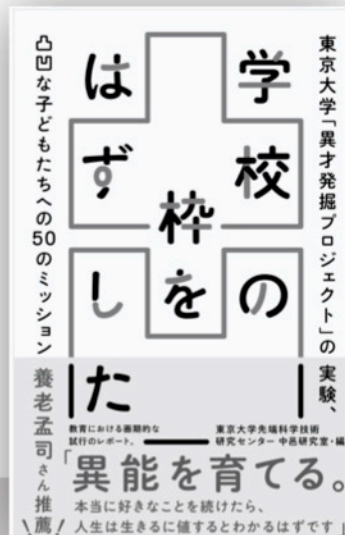 東京大学「異才発掘プロジェクト」の実験、
学校の
枠を
はずした
凸凹な子どもたちへの50のミッション
養老孟司さん推薦!
教育における画期的な
試行のレポート。
東京大学先端科学技術
研究センター 中邑研究室・編
「異能を育てる。
本当に好きなことを続けたら、
人生は生きるに値するとわかるはずです」